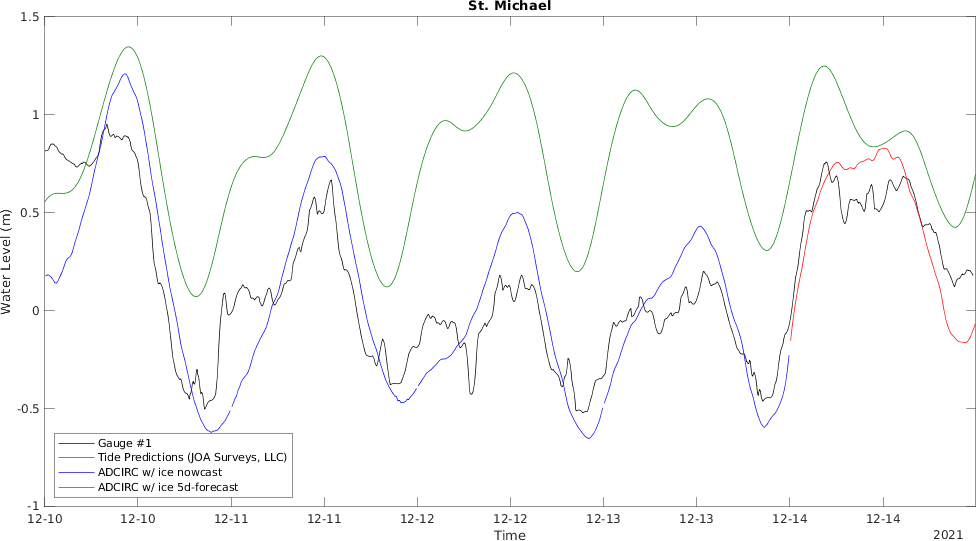 St. Michael
1.5
1
0.5
0
-0.5
-1
Water Level (m)
Gauge #1
Tide Predictions (JOA Surveys, LLC)
ADCIRC w/ ice nowcast
ADCIRC w/ ice 5d-forecast
12-10 12-10 12-11 12-11 12-12 12-12 12-13 12-13 12-14 12-14
Time
2021